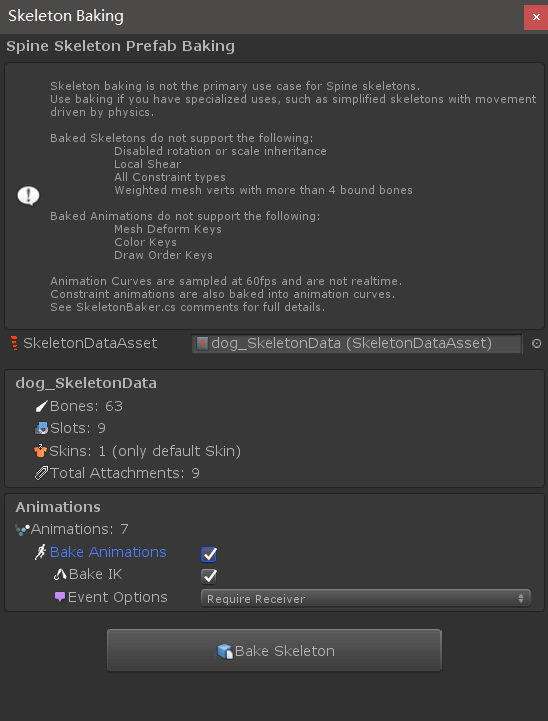 Skeleton Baking
Spine Skeleton Prefab Baking
Skeleton baking is not the primary use case for Spine skeletons.
Use baking if you have specialized uses, such as simplified skeletons with movement
driven by physics.
Baked Skeletons do not support the following:
Disabled rotation or scale inheritance
Local Shear
All Constraint types
Weighted mesh verts with more than 4 bound bones
Baked Animations do not support the following:
Mesh Deform Keys
Color Keys
Draw Order Keys
Animation Curves are sampled at 60fps and are not realtime.
Constraint animations are also baked into animation curves.
See SkeletonBaker.cs comments for full details.
SkeletonDataAsset dog_SkeletonData (SkeletonDataAsset)
dog_SkeletonData
Bones: 63
Slots: 9
Skins: 1 (only default Skin)
Total Attachments: 9
Animations
Animations: 7
Bake Animations
Bake IK
Event Options Require Receiver
Bake Skeleton